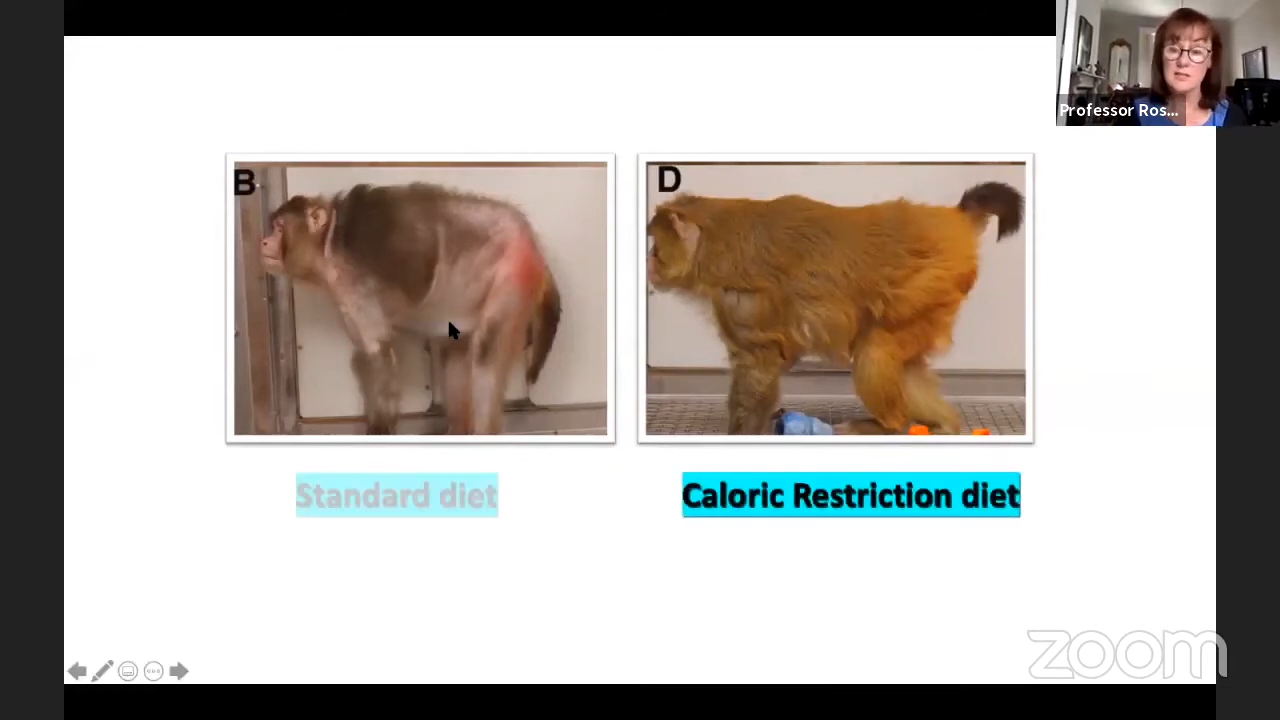 Professor Ros...
B
D
Standard diet
Caloric Restriction diet
zoom